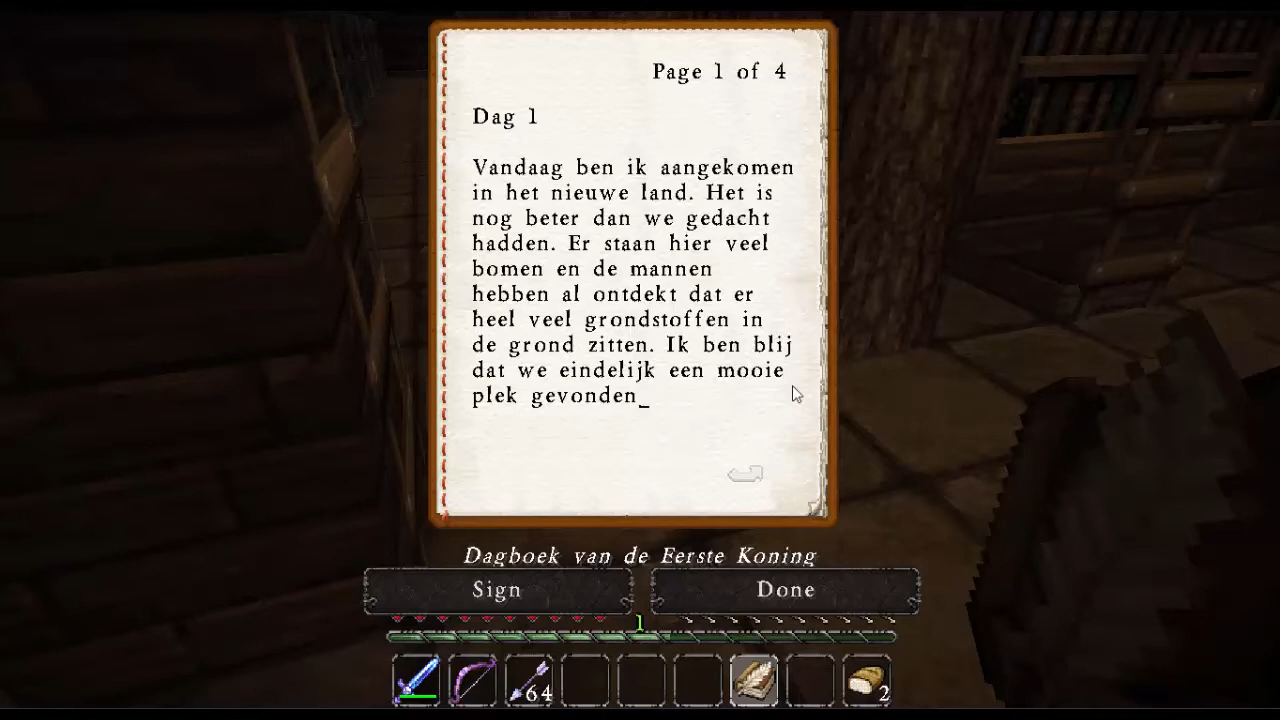 Page 1 of 4
Dag 1
Vandaag ben ik aangekomen
in het nieuwe land. Het is
nog beter dan we gedacht
hadden. Er staan hier veel
bomen en de mannen
hebben al ontdekt dat er
heel veel grondstoffen in
de grond zitten. Ik ben blij
dat we eindelijk een mooie
plek gevonden_
Dagboek van de Eerste Koning
Sign Done
1
64 2